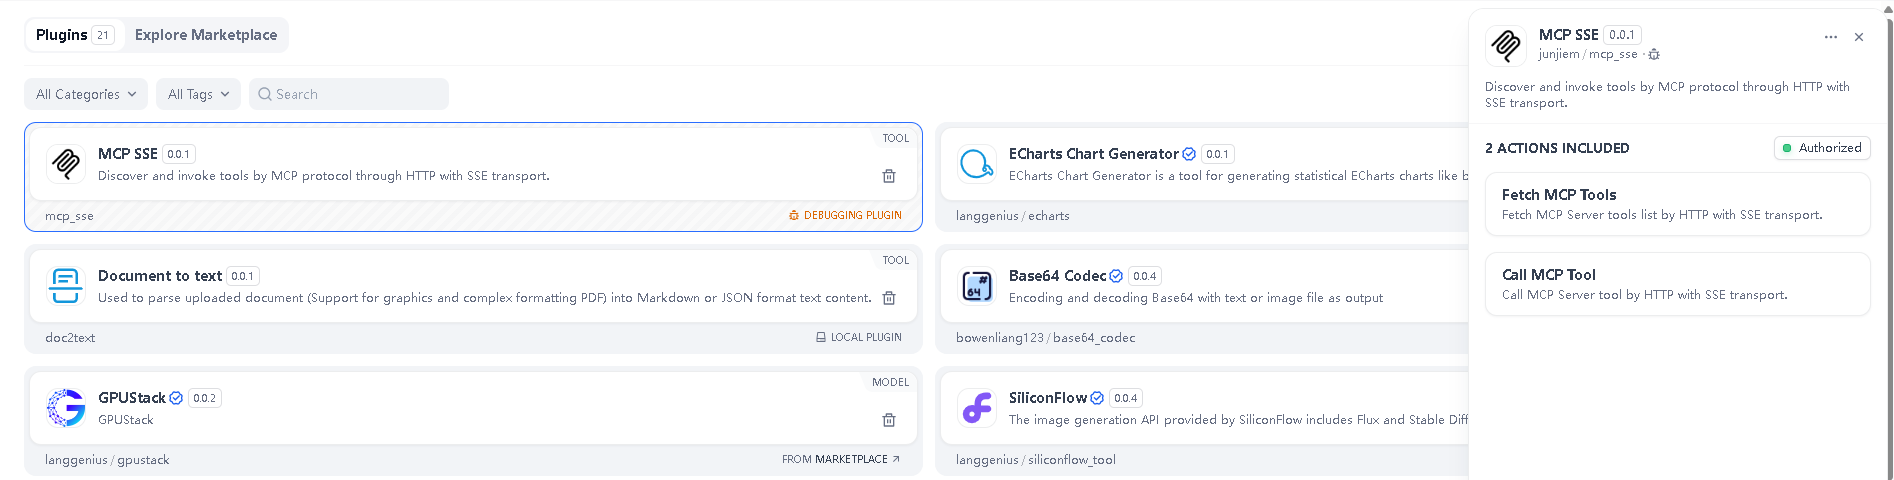 Plugins 21 Explore Marketplace
All Categories All Tags Search
TOOL
MCP SSE 0.0.1
Discover and invoke tools by MCP protocol through HTTP with SSE transport.
mcp_sse DEBUGGING PLUGIN
ECharts Chart Generator 0.0.1
ECharts Chart Generator is a tool for generating statistical ECharts charts like b
langgenius / echarts
TOOL
Document to text 0.0.1
Used to parse uploaded document (Support for graphics and complex formatting PDF) into Markdown or JSON format text content.
doc2text LOCAL PLUGIN
Base64 Codec 0.0.4
Encoding and decoding Base64 with text or image file as output
bowenliang123 / base64_codec
#
64
MODEL
GPUStack 0.0.2
GPUStack
langgenius / gpustack FROM MARKETPLACE
SiliconFlow 0.0.4
The image generation API provided by SiliconFlow includes Flux and Stable Diff
langgenius / siliconflow_tool
MCP SSE 0.0.1
junjiem / mcp_sse ·
Discover and invoke tools by MCP protocol through HTTP with
SSE transport.
2 ACTIONS INCLUDED Authorized
Fetch MCP Tools
Fetch MCP Server tools list by HTTP with SSE transport.
Call MCP Tool
Call MCP Server tool by HTTP with SSE transport.